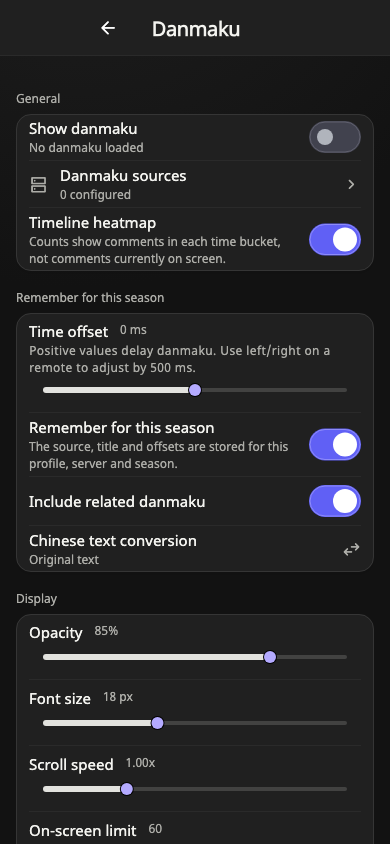 Danmaku
General
Show danmaku
No danmaku loaded
Danmaku sources
0 configured
Timeline heatmap
Counts show comments in each time bucket,
not comments currently on screen.
Remember for this season
Time offset 0 ms
Positive values delay danmaku. Use left/right on a
remote to adjust by 500 ms.
Remember for this season
The source, title and offsets are stored for this
profile, server and season.
Include related danmaku
Chinese text conversion
Original text
Display
Opacity 85%
Font size 18 px
Scroll speed 1.00x
On-screen limit 60